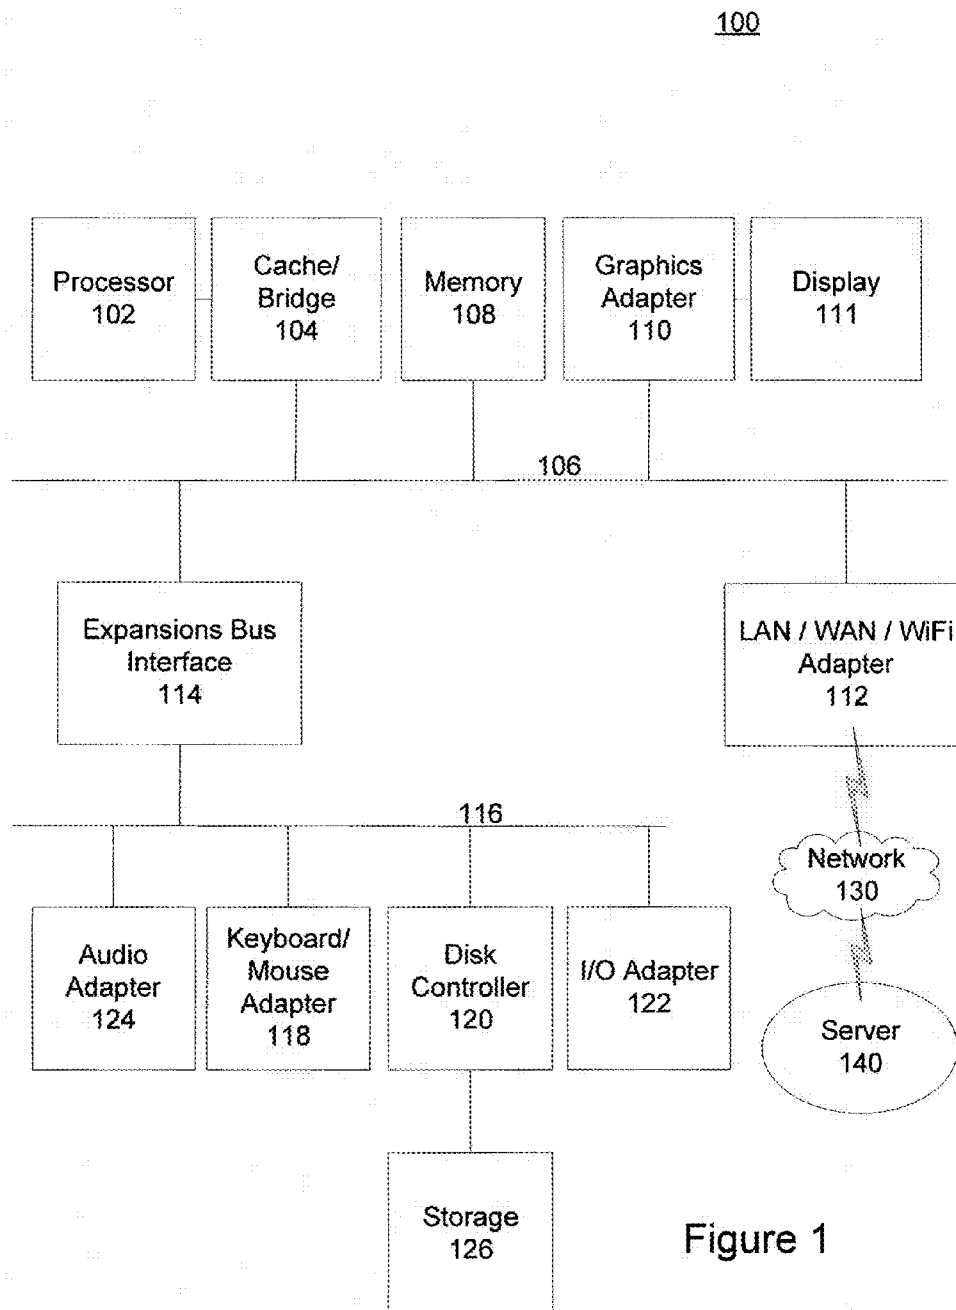 100
Processor
102
Cache/
Bridge
104
Memory
108
Graphics
Adapter
110
Display
111
106
Expansions Bus
Interface
114
LAN / WAN / WiFi
Adapter
112
116
Network
130
Audio
Adapter
124
Keyboard/
Mouse
Adapter
118
Disk
Controller
120
I/O Adapter
122
Server
140
Storage
126
Figure 1